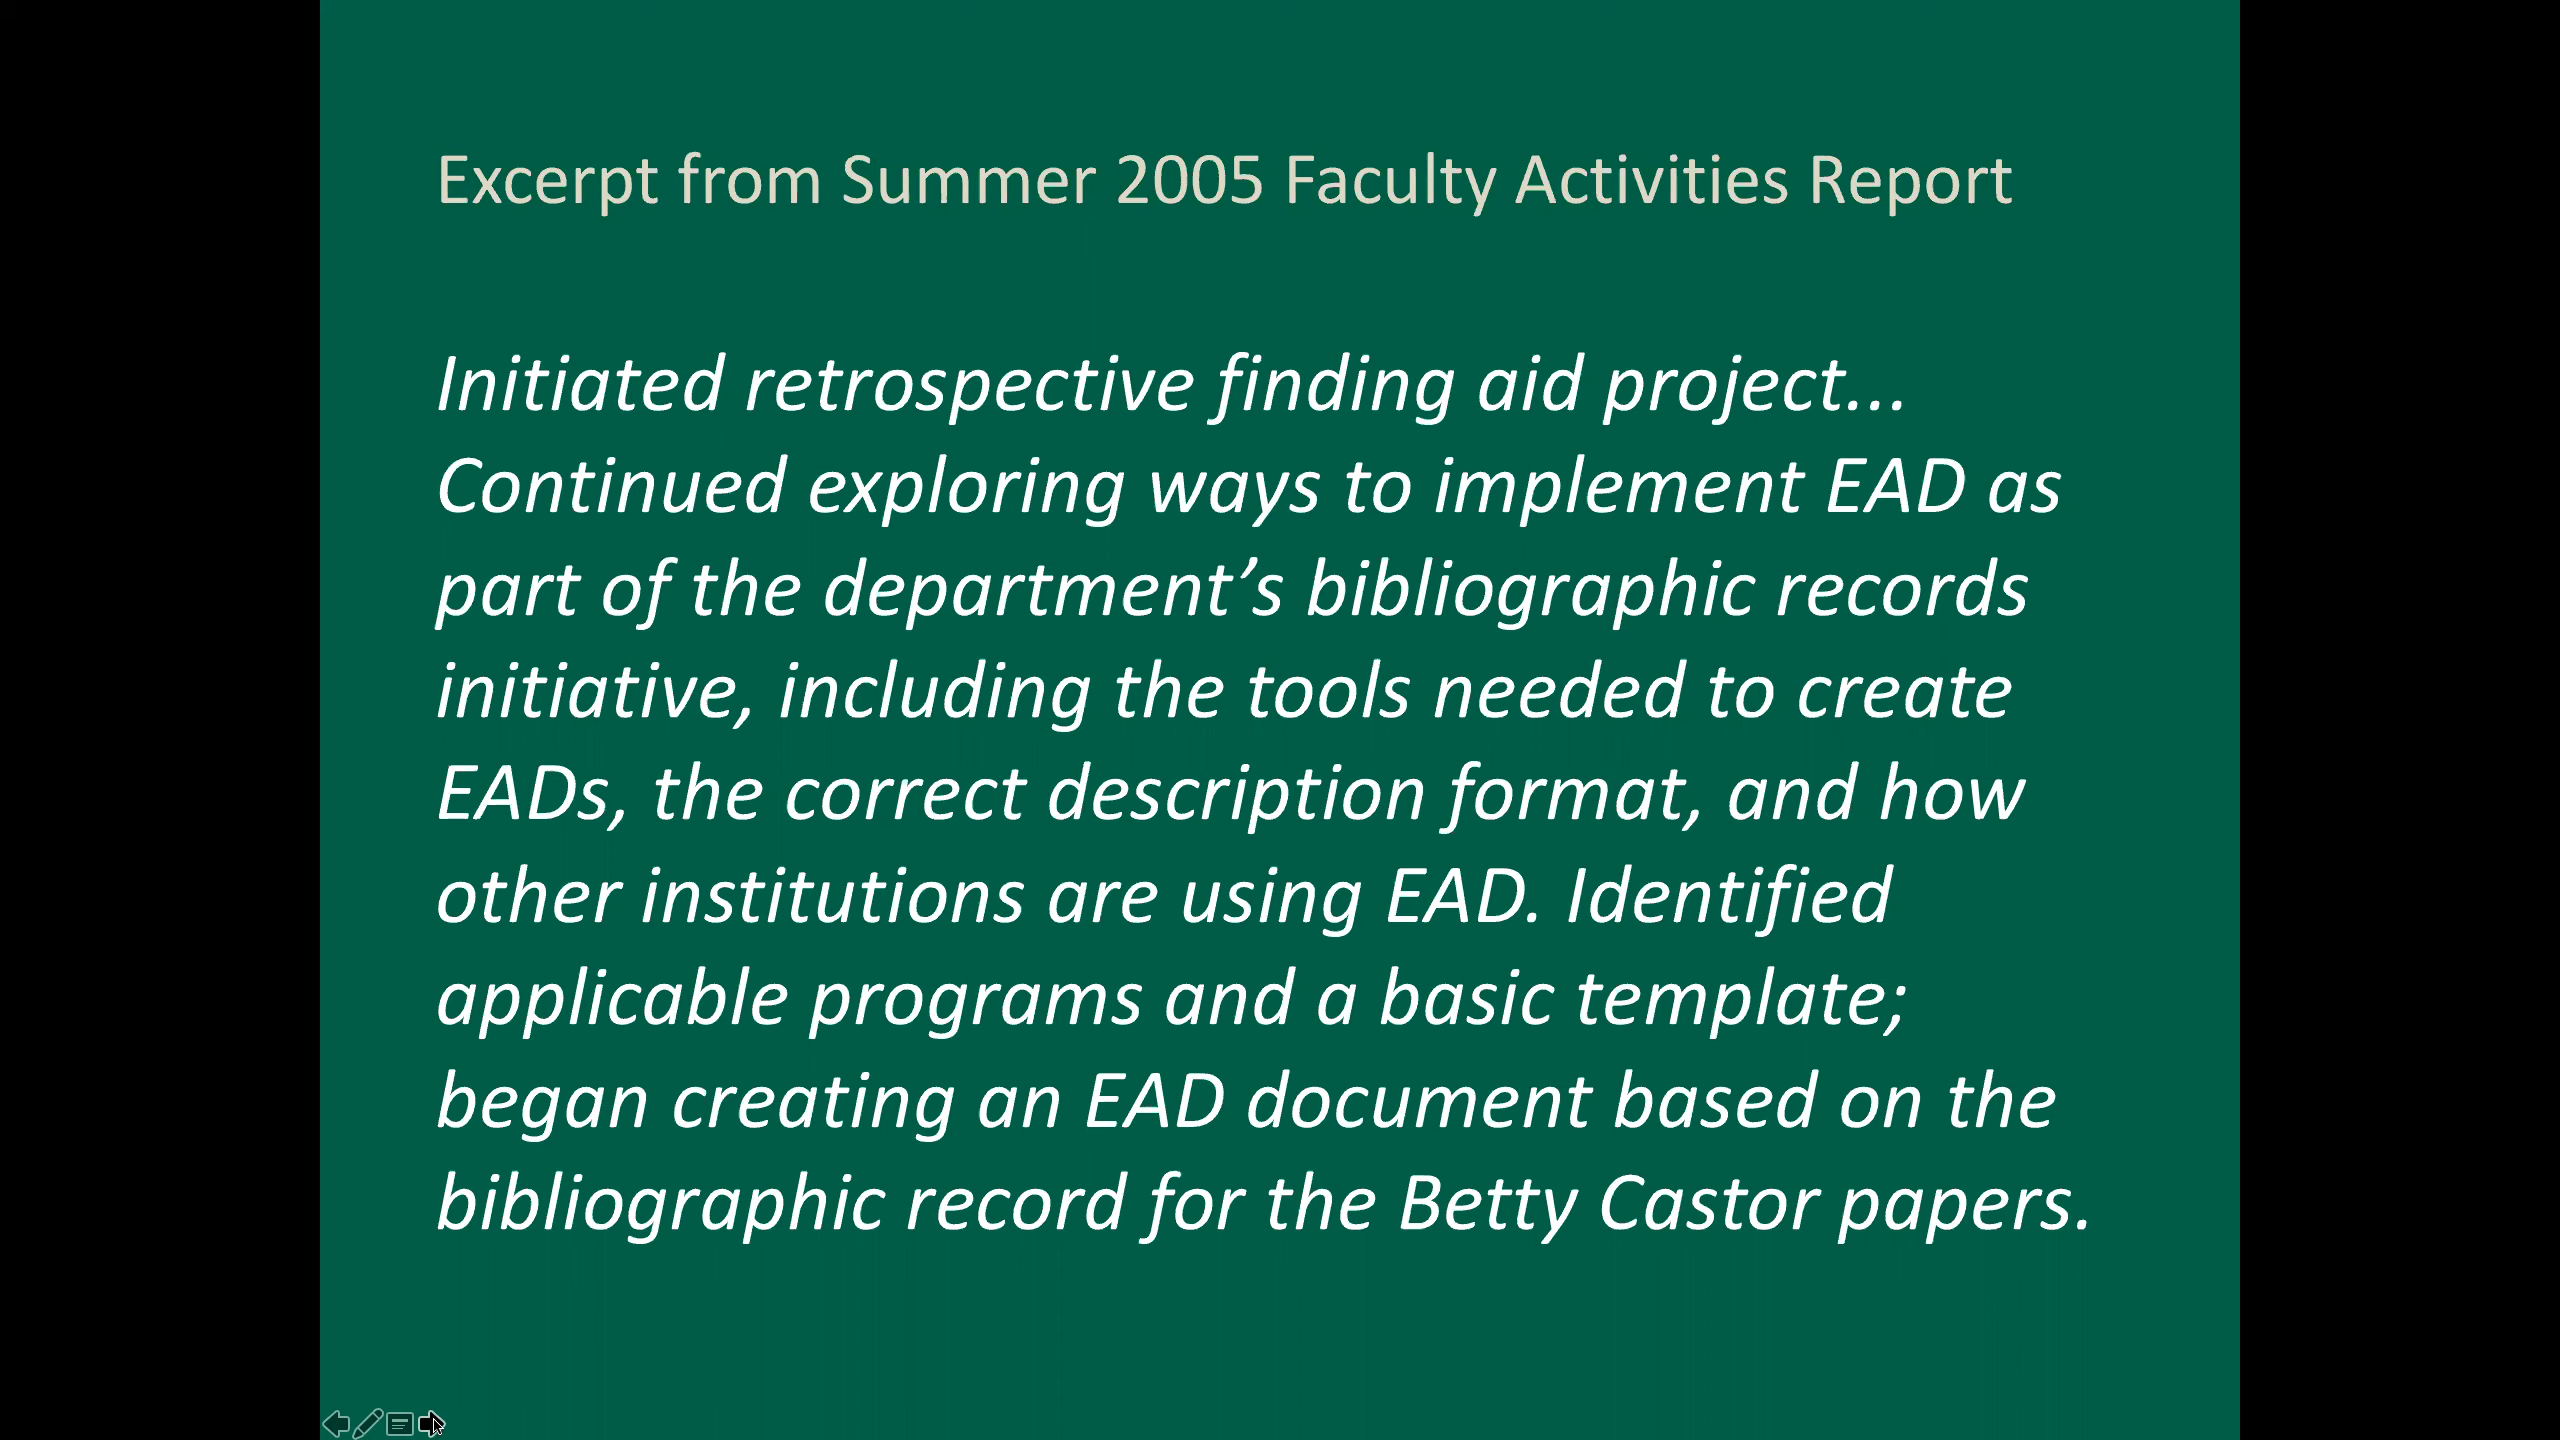 Excerpt from Summer 2005 Faculty Activities Report
Initiated retrospective finding aid project...
Continued exploring ways to implement EAD as
part of the department’s bibliographic records
initiative, including the tools needed to create
EADs, the correct description format, and how
other institutions are using EAD. Identified
applicable programs and a basic template;
began creating an EAD document based on the
bibliographic record for the Betty Castor papers.